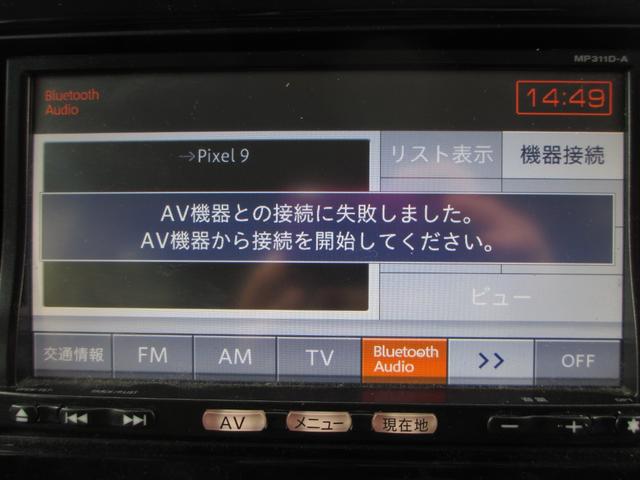 MP311D-A
Bluetooth
Audio
14:49
→Pixel 9
リスト表示
機器接続
AV機器との接続に失敗しました。
AV機器から接続を開始してください。
ビュー
交通情報
FM
AM
TV
Bluetooth
Audio
>>
OFF
AV
メニュー
現在地